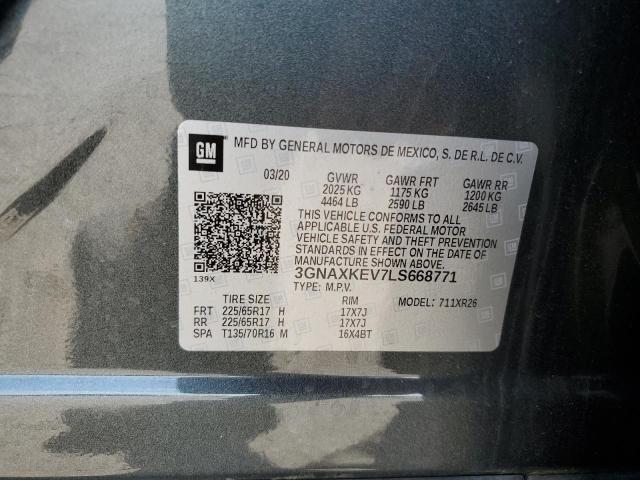 GM
MFD BY GENERAL MOTORS DE MEXICO, S. DE R.L. DE C.V.
03/20 GVWR GAWR FRT GAWR RR
2025 KG 1175 KG 1200 KG
4464 LB 2590 LB 2645 LB
THIS VEHICLE CONFORMS TO ALL
APPLICABLE U.S. FEDERAL MOTOR
VEHICLE SAFETY AND THEFT PREVENTION
STANDARDS IN EFFECT ON THE DATE OF
MANUFACTURE SHOWN ABOVE.
139X 3GNAXKEV7LS668771
TYPE: M.P.V.
TIRE SIZE RIM MODEL: 711XR26
FRT 225/65R17 H 17X7J
RR 225/65R17 H 17X7J
SPA T135/70R16 M 16X4BT